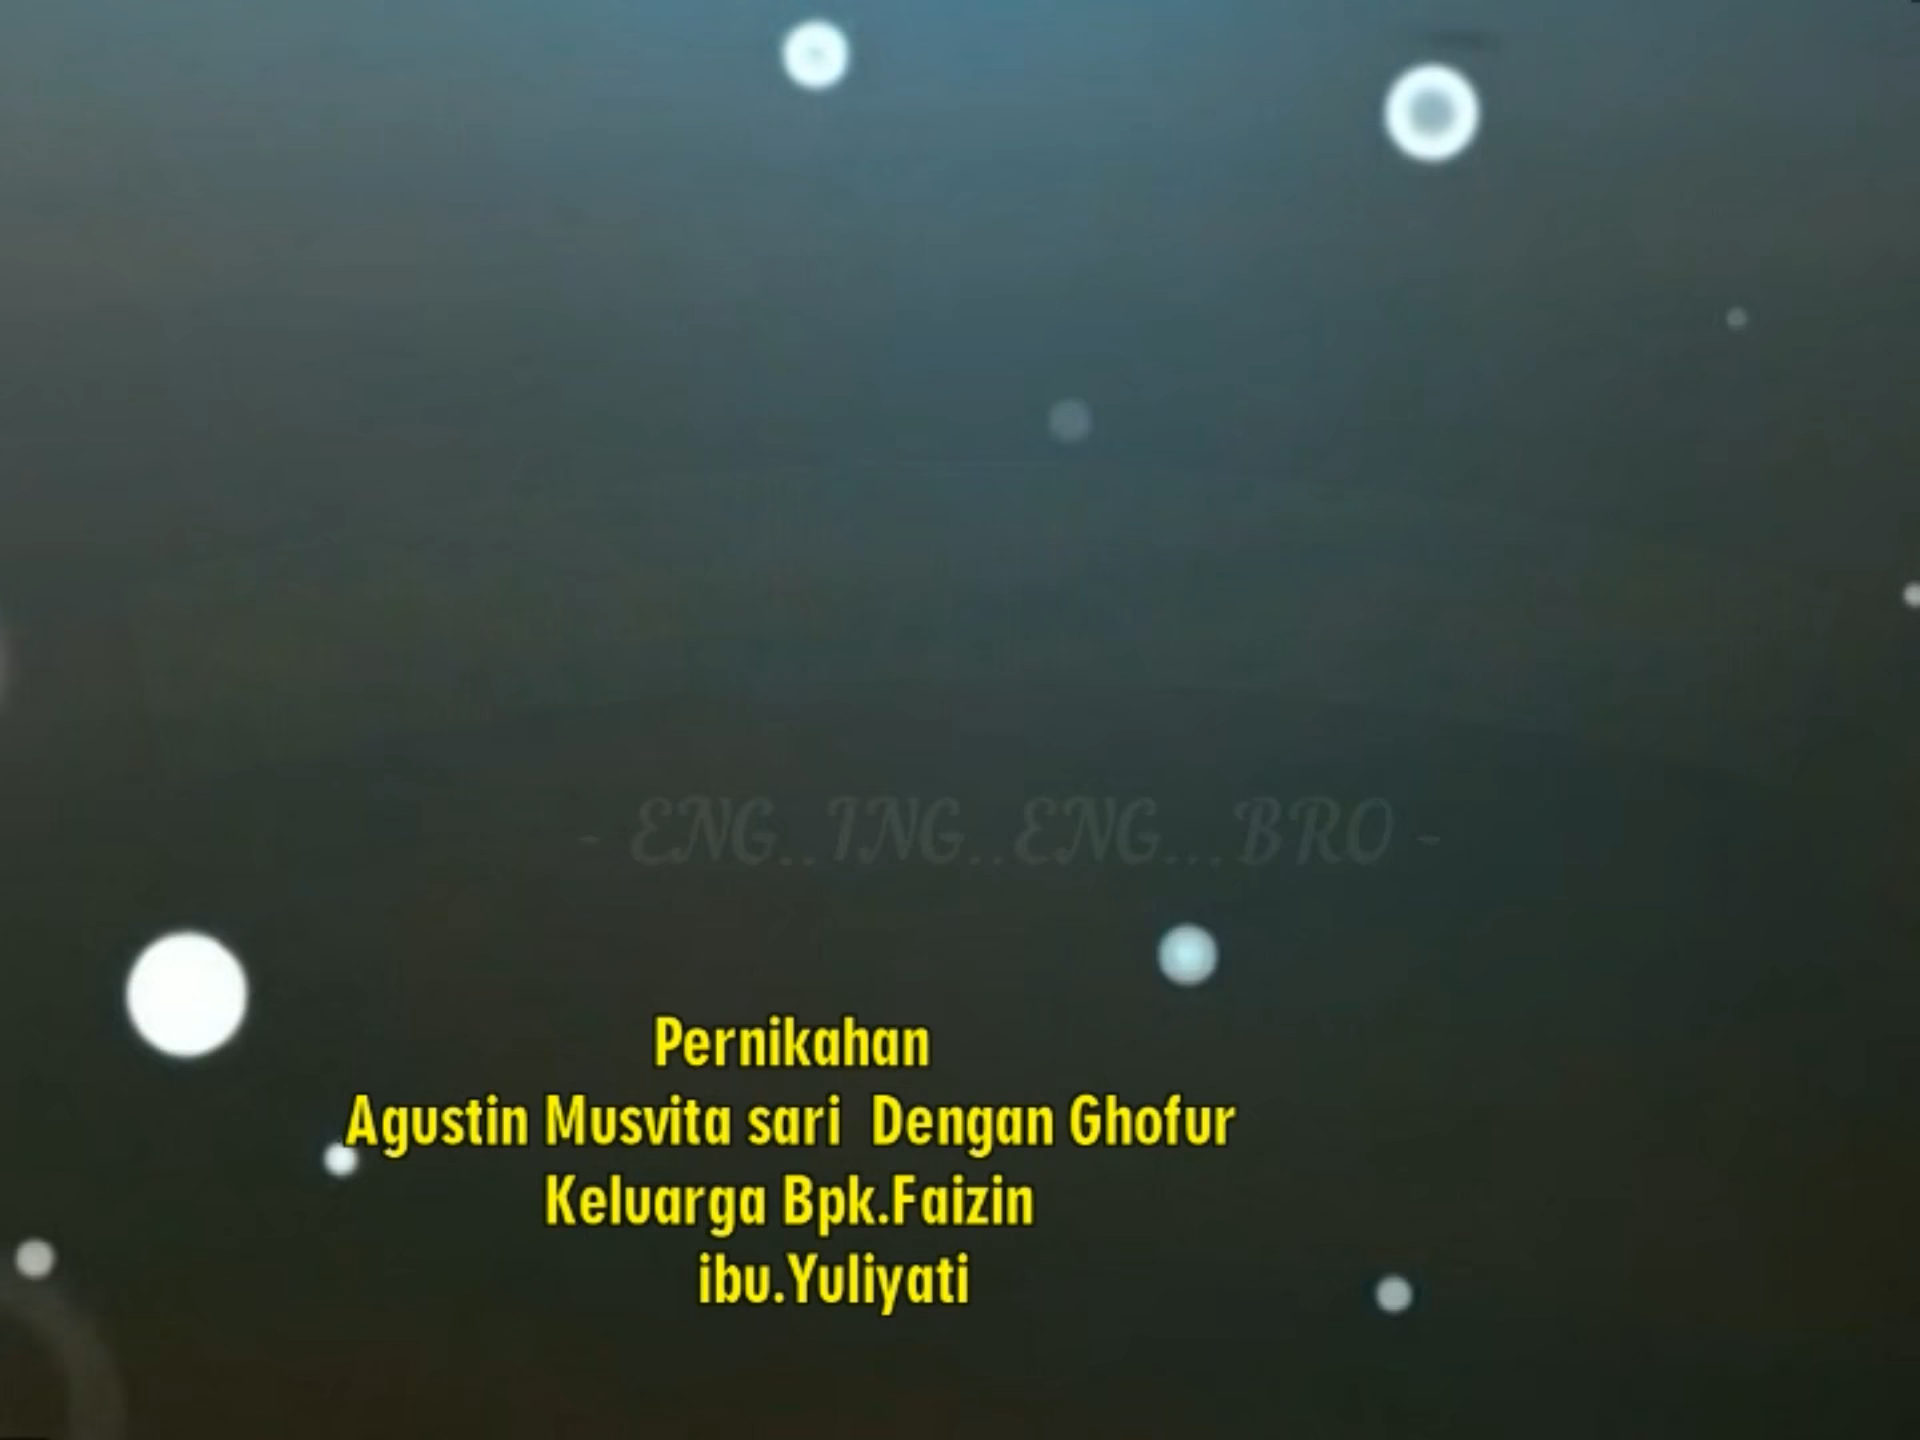 - ENG..ING..ENG...BRO -
Pernikahan
Agustin Musvita sari  Dengan Ghofur
Keluarga Bpk.Faizin
ibu.Yuliyati